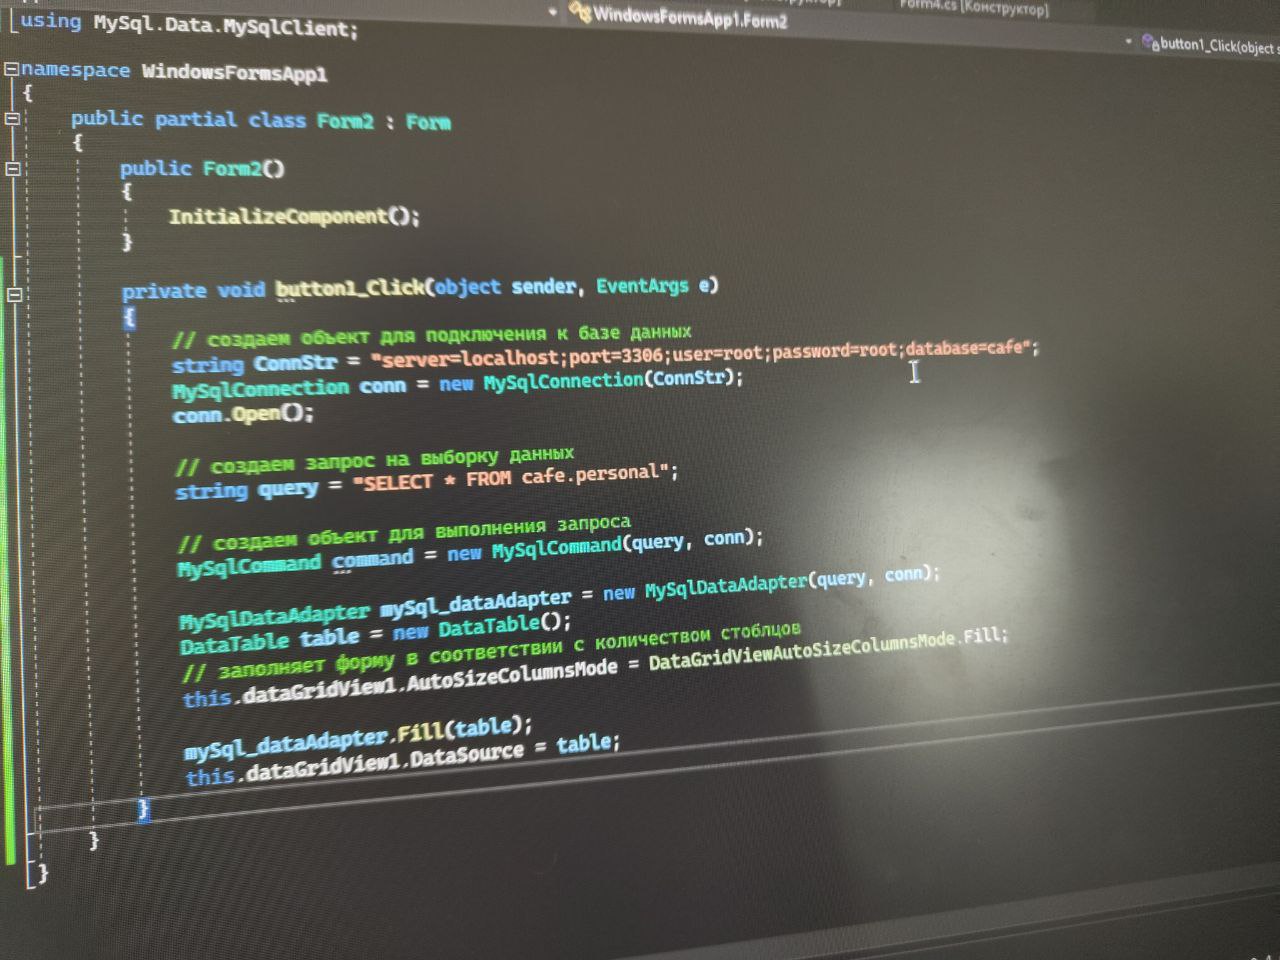 Form4.cs [Конструктор]
WindowsFormsApp1.Form2
button1_Click(object
using MySql.Data.MySqlClient;
namespace WindowsFormsApp1
{
public partial class Form2 : Form
{
public Form2()
{
InitializeComponent();
}
private void button1_Click(object sender, EventArgs e)
{
// создаем объект для подключения к базе данных
string ConnStr = "server=localhost;port=3306;user=root;password=root;database=cafe";
MySqlConnection conn = new MySqlConnection(ConnStr);
conn.Open();
// создаем запрос на выборку данных
string query = "SELECT * FROM cafe.personal";
// создаем объект для выполнения запроса
MySqlCommand command = new MySqlCommand(query, conn);
MySqlDataAdapter mySql_dataAdapter = new MySqlDataAdapter(query, conn);
DataTable table = new DataTable();
// заполняет форму в соответствии с количеством стоблцов
this.dataGridView1.AutoSizeColumnsMode = DataGridViewAutoSizeColumnsMode.Fill;
mySql_dataAdapter.Fill(table);
this.dataGridView1.DataSource = table;
}
}
}